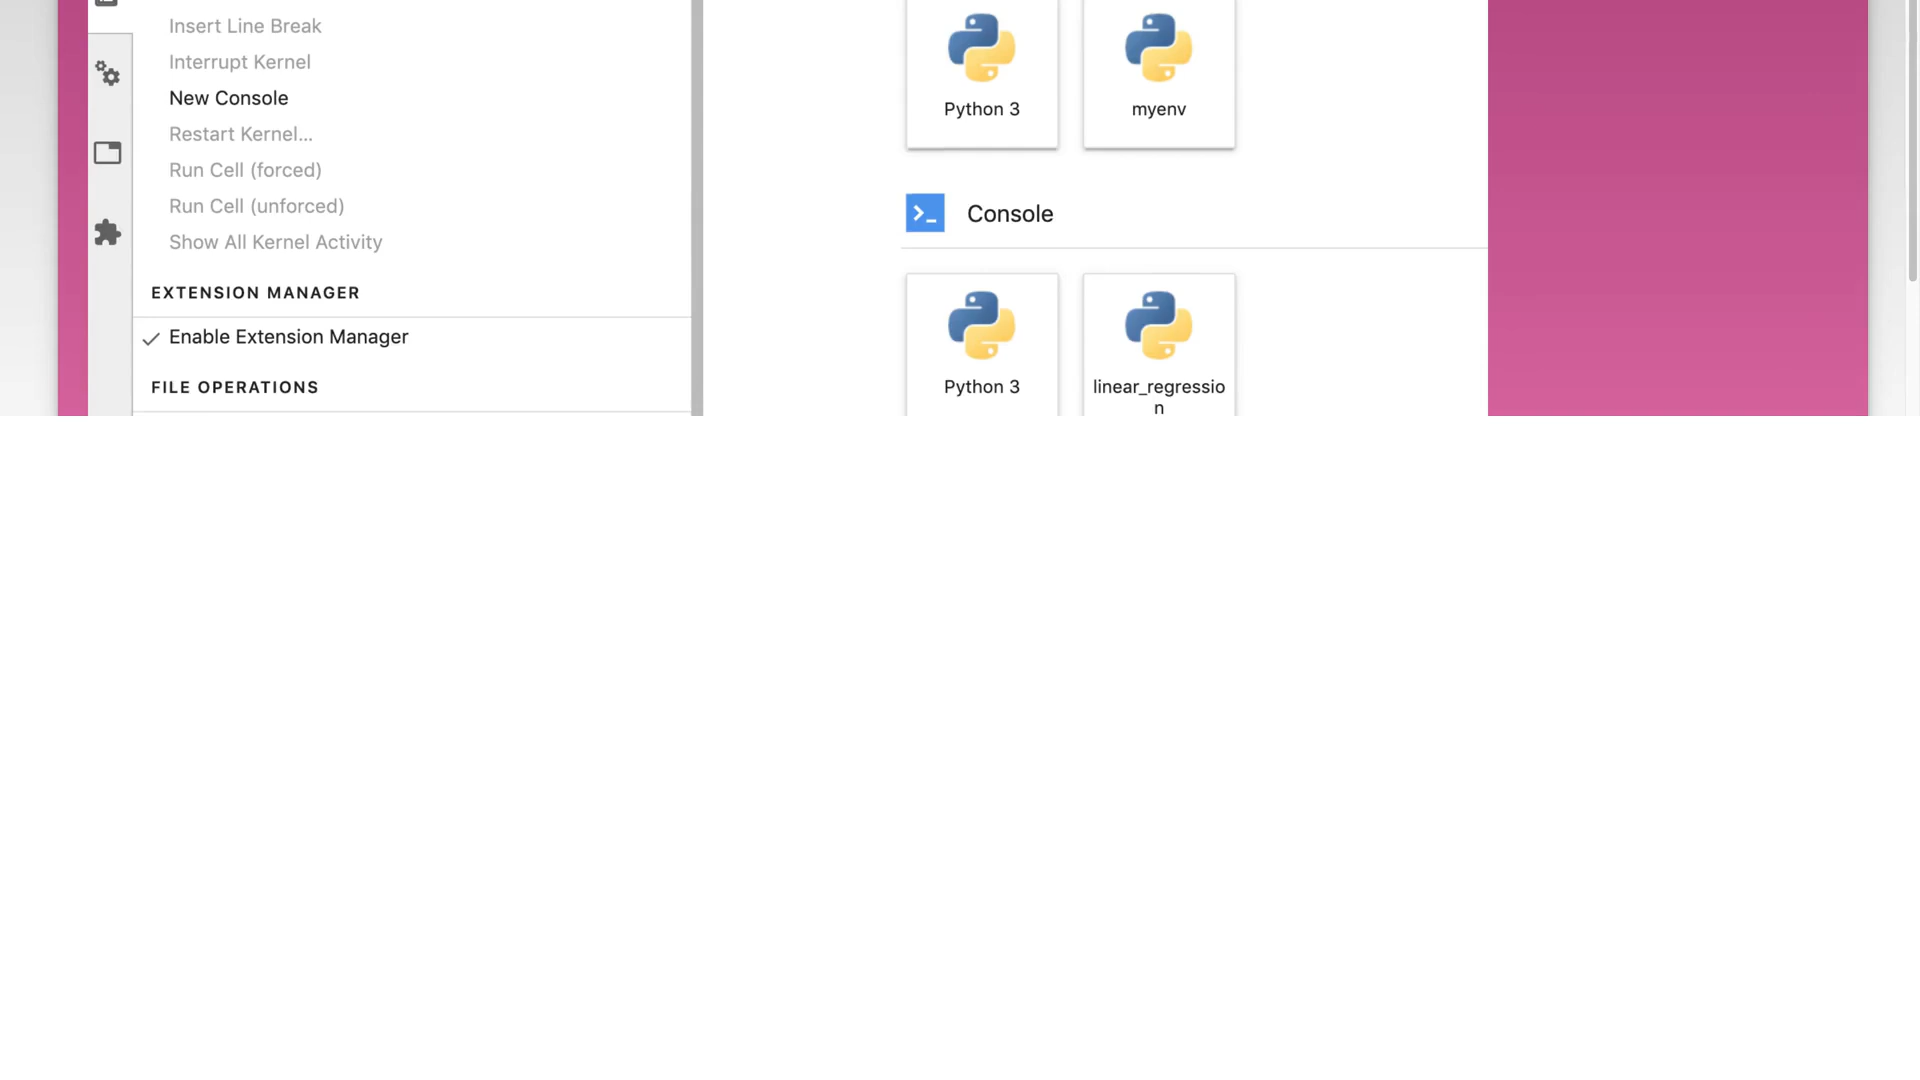 Insert Line Break
Interrupt Kernel
New Console
Restart Kernel...
Run Cell (forced)
Run Cell (unforced)
Show All Kernel Activity
EXTENSION MANAGER
Enable Extension Manager
FILE OPERATIONS
Python 3
myenv
Console
Python 3
linear_regressio
n